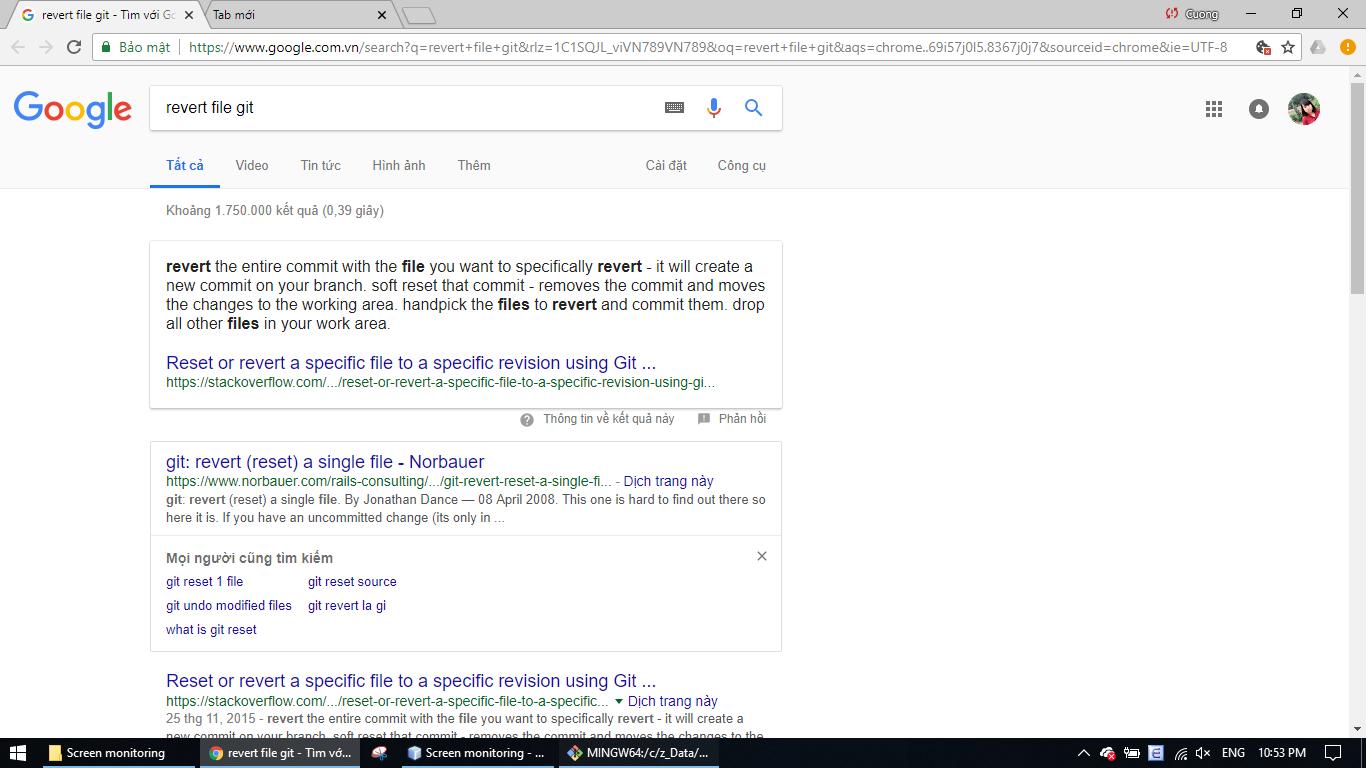 revert file git - Tìm với Go
Tab mới
Cuong
Bảo mật
https://www.google.com.vn/search?q=revert+file+git&rlz=1C1SQJL_viVN789VN789&oq=revert+file+git&aqs=chrome..69i57j0l5.8367j0j7&sourceid=chrome&ie=UTF-8
Google
revert file git
Tất cả
Video
Tin tức
Hình ảnh
Thêm
Cài đặt
Công cụ
Khoảng 1.750.000 kết quả (0,39 giây)
revert the entire commit with the file you want to specifically revert - it will create a
new commit on your branch. soft reset that commit - removes the commit and moves
the changes to the working area. handpick the files to revert and commit them. drop
all other files in your work area.
Reset or revert a specific file to a specific revision using Git ...
https://stackoverflow.com/.../reset-or-revert-a-specific-file-to-a-specific-revision-using-gi...
Thông tin về kết quả này
Phản hồi
git: revert (reset) a single file - Norbauer
https://www.norbauer.com/rails-consulting/.../git-revert-reset-a-single-fi... - Dịch trang này
git: revert (reset) a single file. By Jonathan Dance — 08 April 2008. This one is hard to find out there so
here it is. If you have an uncommitted change (its only in ...
Mọi người cũng tìm kiếm
git reset 1 file
git reset source
git undo modified files
git revert la gi
what is git reset
Reset or revert a specific file to a specific revision using Git ...
https://stackoverflow.com/.../reset-or-revert-a-specific-file-to-a-specific... Dịch trang này
25 thg 11, 2015 - revert the entire commit with the file you want to specifically revert - it will create a
new commit on your branch. soft reset that commit - removes the commit and moves the changes to the
Screen monitoring
revert file git - Tìm vớ...
Screen monitoring - ...
MINGW64:/c/z_Data/...
ENG
10:53 PM